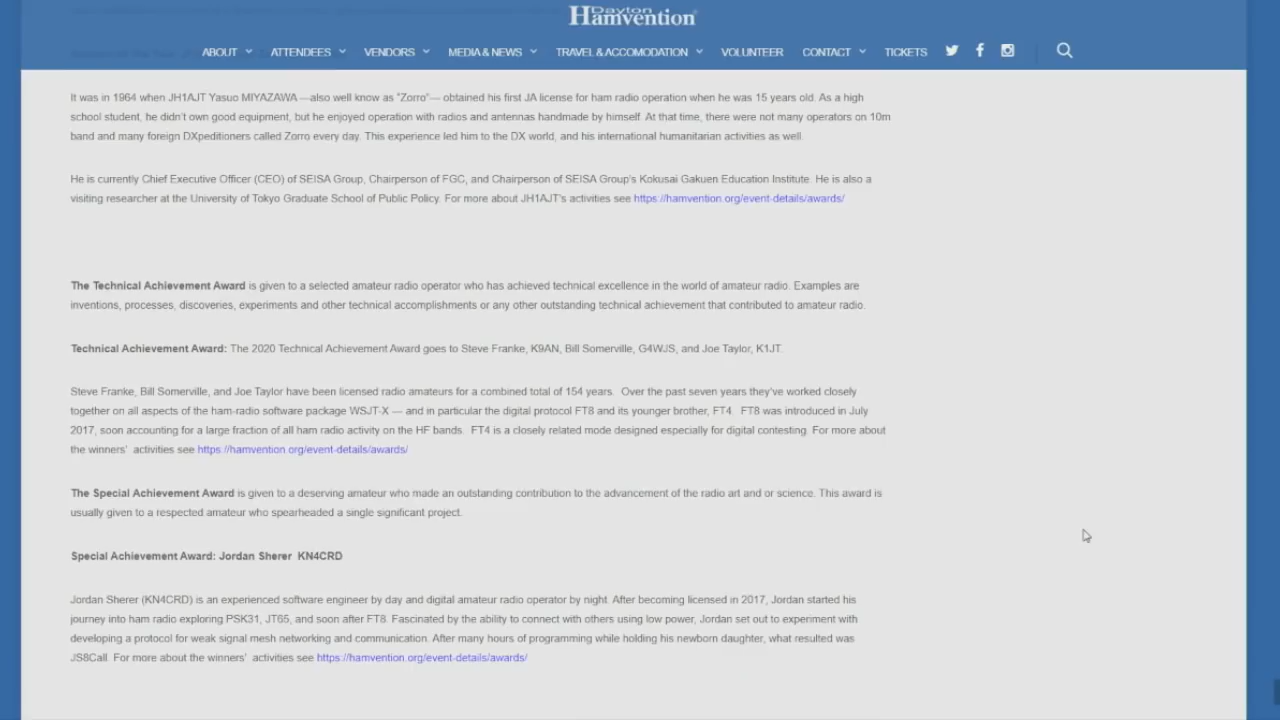 Dayton
Hamvention
ABOUT ATTENDEES VENDORS MEDIA & NEWS TRAVEL & ACCOMODATION VOLUNTEER CONTACT TICKETS
It was in 1964 when JH1AJT Yasuo MIYAZAWA —also well know as "Zorro"— obtained his first JA license for ham radio operation when he was 15 years old. As a high
school student, he didn't own good equipment, but he enjoyed operation with radios and antennas handmade by himself. At that time, there were not many operators on 10m
band and many foreign DXpeditioners called Zorro every day. This experience led him to the DX world, and his international humanitarian activities as well.
He is currently Chief Executive Officer (CEO) of SEISA Group, Chairperson of FGC, and Chairperson of SEISA Group's Kokusai Gakuen Education Institute. He is also a
visiting researcher at the University of Tokyo Graduate School of Public Policy. For more about JH1AJT's activities see https://hamvention.org/event-details/awards/
The Technical Achievement Award is given to a selected amateur radio operator who has achieved technical excellence in the world of amateur radio. Examples are
inventions, processes, discoveries, experiments and other technical accomplishments or any other outstanding technical achievement that contributed to amateur radio.
Technical Achievement Award: The 2020 Technical Achievement Award goes to Steve Franke, K9AN, Bill Somerville, G4WJS, and Joe Taylor, K1JT.
Steve Franke, Bill Somerville, and Joe Taylor have been licensed radio amateurs for a combined total of 154 years. Over the past seven years they've worked closely
together on all aspects of the ham-radio software package WSJT-X — and in particular the digital protocol FT8 and its younger brother, FT4. FT8 was introduced in July
2017, soon accounting for a large fraction of all ham radio activity on the HF bands. FT4 is a closely related mode designed especially for digital contesting. For more about
the winners' activities see https://hamvention.org/event-details/awards/
The Special Achievement Award is given to a deserving amateur who made an outstanding contribution to the advancement of the radio art and or science. This award is
usually given to a respected amateur who spearheaded a single significant project.
Special Achievement Award: Jordan Sherer KN4CRD
Jordan Sherer (KN4CRD) is an experienced software engineer by day and digital amateur radio operator by night. After becoming licensed in 2017, Jordan started his
journey into ham radio exploring PSK31, JT65, and soon after FT8. Fascinated by the ability to connect with others using low power, Jordan set out to experiment with
developing a protocol for weak signal mesh networking and communication. After many hours of programming while holding his newborn daughter, what resulted was
JS8Call. For more about the winners' activities see https://hamvention.org/event-details/awards/